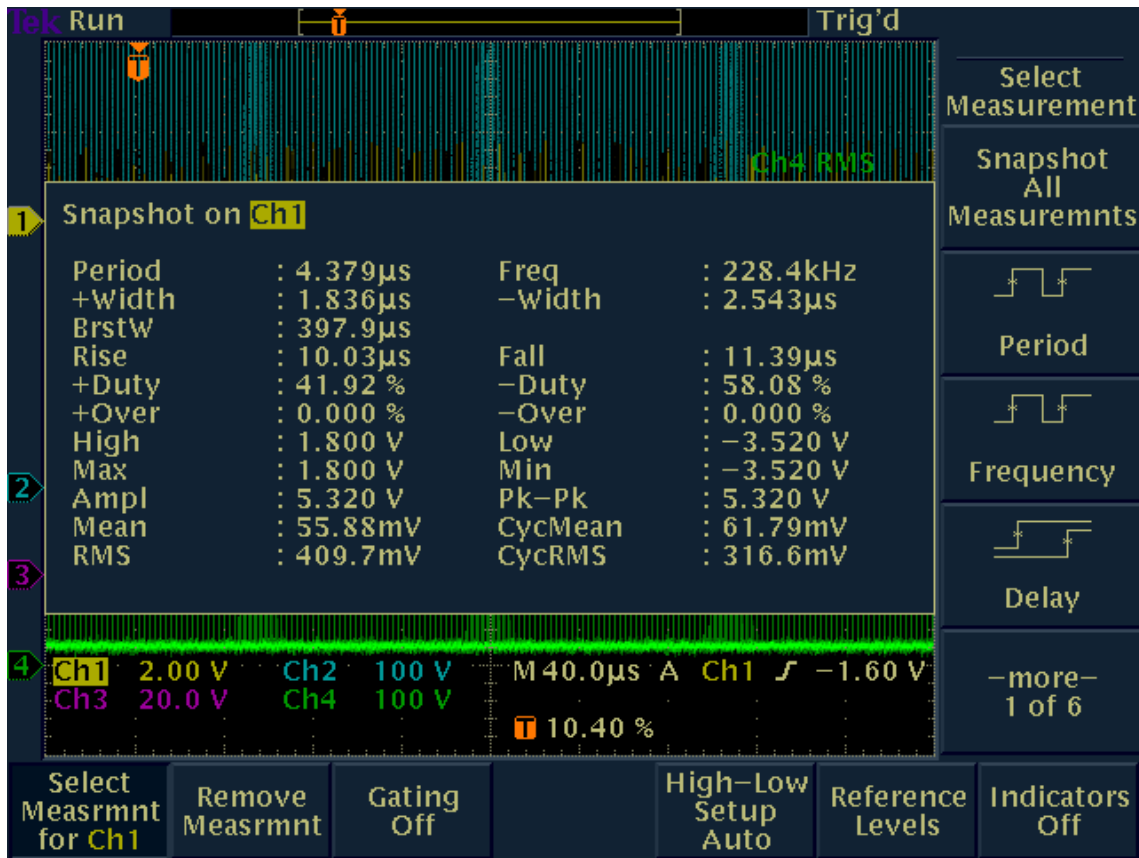 Tek Run Trig'd
T
T
Ch4 RMS
Snapshot on Ch1
Period : 4.379µs Freq : 228.4kHz
+Width : 1.836µs −Width : 2.543µs
BrstW : 397.9µs
Rise : 10.03µs Fall : 11.39µs
+Duty : 41.92 % −Duty : 58.08 %
+Over : 0.000 % −Over : 0.000 %
High : 1.800 V Low : −3.520 V
Max : 1.800 V Min : −3.520 V
Ampl : 5.320 V Pk−Pk : 5.320 V
Mean : 55.88mV CycMean : 61.79mV
RMS : 409.7mV CycRMS : 316.6mV
1
2
3
4
Ch1 2.00 V Ch2 100 V M 40.0µs A Ch1 −1.60 V
Ch3 20.0 V Ch4 100 V
T 10.40 %
Select
Measurement
Snapshot
All
Measuremnts
Period
Frequency
Delay
−more−
1 of 6
Select
Measrmnt
for Ch1
Remove
Measrmnt
Gating
Off
High−Low
Setup
Auto
Reference
Levels
Indicators
Off